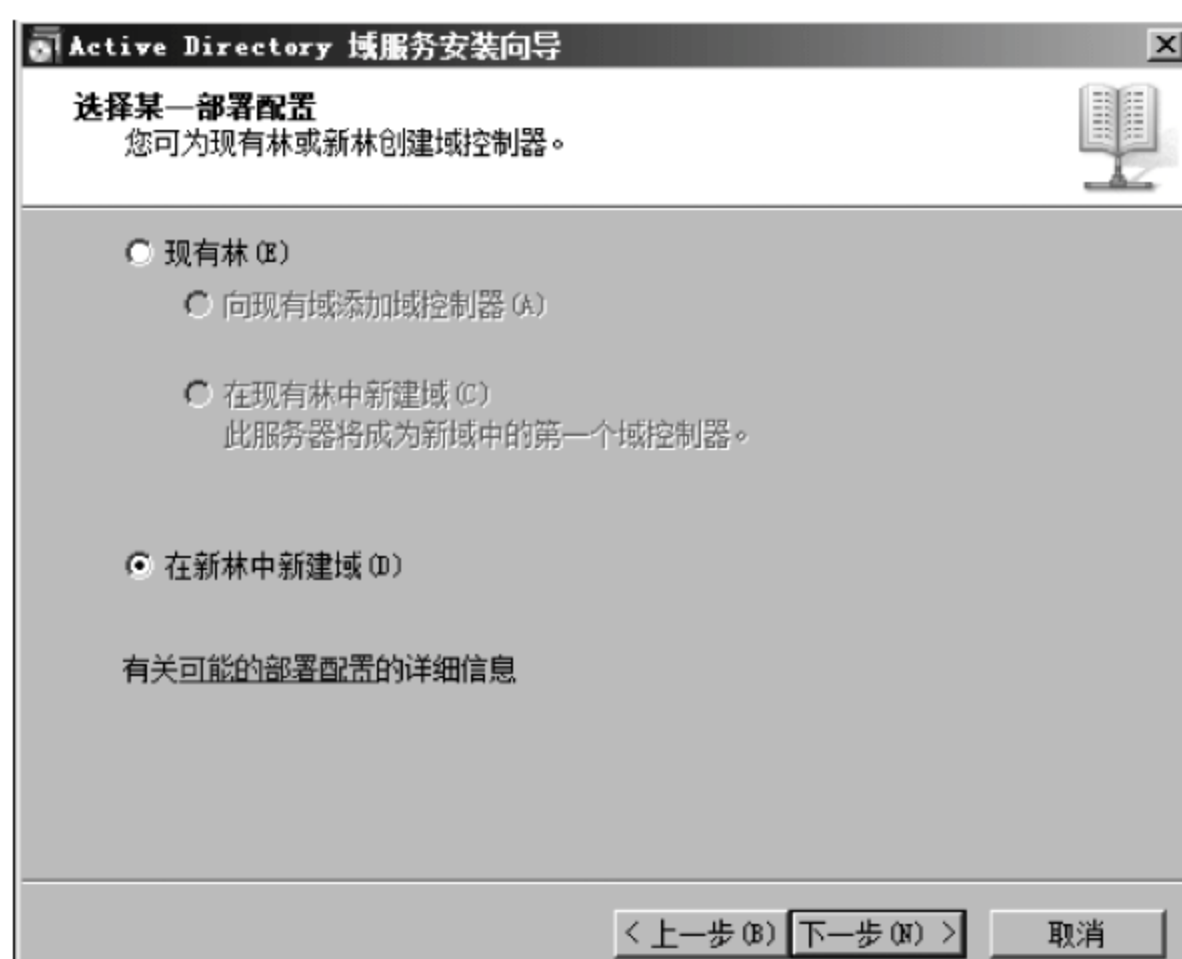 Active Directory 域服务安装向导
选择某一部署配置
您可为现有林或新林创建域控制器。
现有林(E)
向现有域添加域控制器(A)
在现有林中新建域(C)
此服务器将成为新域中的第一个域控制器。
在新林中新建域(D)
有关可能的部署配置的详细信息
< 上一步(B) 下一步(N) > 取消